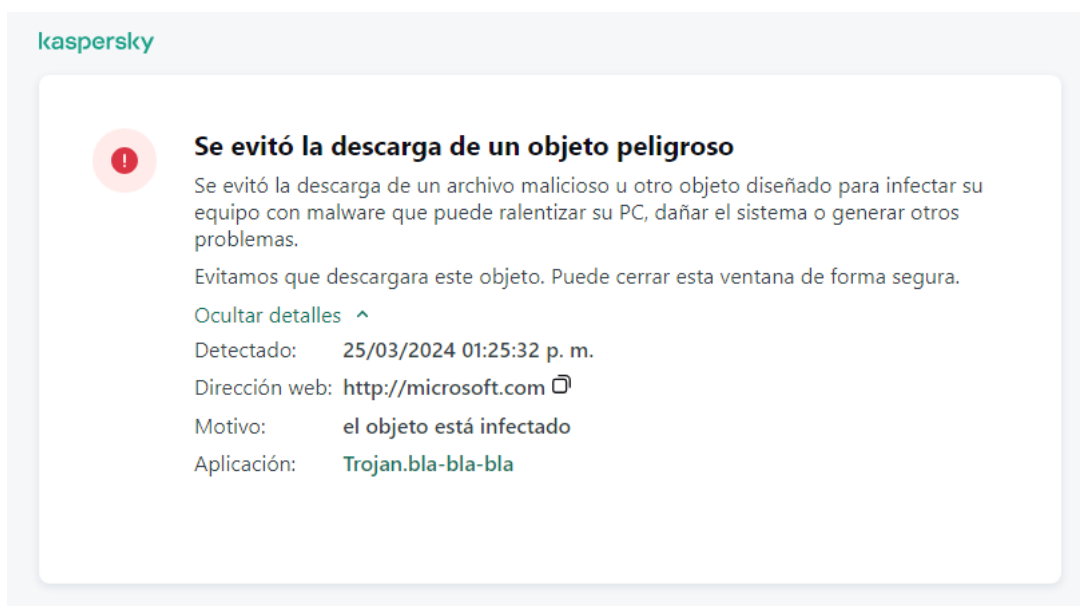 kaspersky
Se evitó la descarga de un objeto peligroso
Se evitó la descarga de un archivo malicioso u otro objeto diseñado para infectar su
equipo con malware que puede ralentizar su PC, dañar el sistema o generar otros
problemas.
Evitamos que descargara este objeto. Puede cerrar esta ventana de forma segura.
Ocultar detalles
Detectado: 25/03/2024 01:25:32 p. m.
Dirección web: http://microsoft.com
Motivo: el objeto está infectado
Aplicación: Trojan.bla-bla-bla